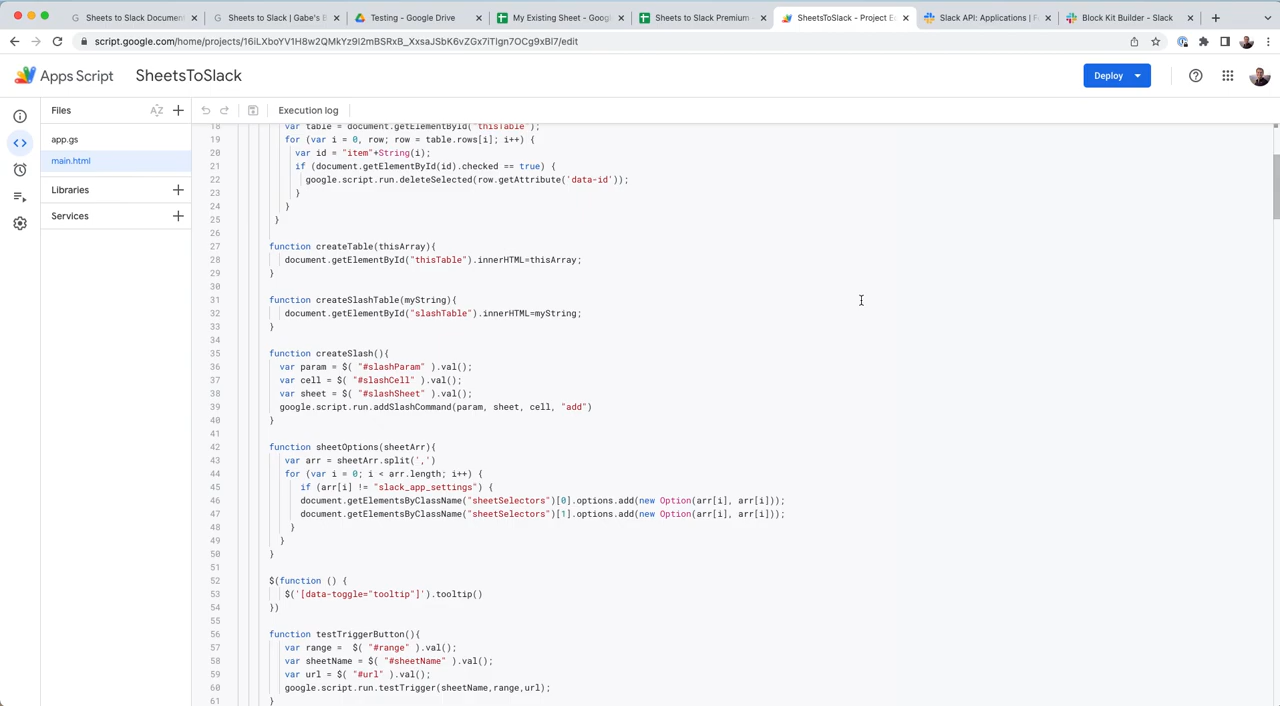 Sheets to Slack Document
Sheets to Slack | Gabe's B
Testing - Google Drive
My Existing Sheet - Goog
Sheets to Slack Premium -
SheetsToSlack - Project E
Slack API: Applications | F
Block Kit Builder - Slack
script.google.com/home/projects/16iLXboYV1H8w2QMkYz9I2mBSRxB_XxsaJSbK6vZGx7iTIgn7OCg9xBl7/edit
Apps Script
SheetsToSlack
Deploy
Files
AZ
Execution log
app.gs
main.html
Libraries
Services
18 var table = document.getElementById("thisTable");
19 for (var i = 0, row; row = table.rows[i]; i++) {
20 var id = "item"+String(i);
21 if (document.getElementById(id).checked == true) {
22 google.script.run.deleteSelected(row.getAttribute('data-id'));
23 }
24 }
25 }
26
27 function createTable(thisArray){
28 document.getElementById("thisTable").innerHTML=thisArray;
29 }
30
31 function createSlashTable(myString){
32 document.getElementById("slashTable").innerHTML=myString;
33 }
34
35 function createSlash(){
36 var param = $( "#slashParam" ).val();
37 var cell = $( "#slashCell" ).val();
38 var sheet = $( "#slashSheet" ).val();
39 google.script.run.addSlashCommand(param, sheet, cell, "add")
40 }
41
42 function sheetOptions(sheetArr){
43 var arr = sheetArr.split(',')
44 for (var i = 0; i < arr.length; i++) {
45 if (arr[i] != "slack_app_settings") {
46 document.getElementsByClassName("sheetSelectors")[0].options.add(new Option(arr[i], arr[i]));
47 document.getElementsByClassName("sheetSelectors")[1].options.add(new Option(arr[i], arr[i]));
48 }
49 }
50 }
51
52 $(function () {
53 $('[data-toggle="tooltip"]').tooltip()
54 })
55
56 function testTriggerButton(){
57 var range = $( "#range" ).val();
58 var sheetName = $( "#sheetName" ).val();
59 var url = $( "#url" ).val();
60 google.script.run.testTrigger(sheetName,range,url);
61 }